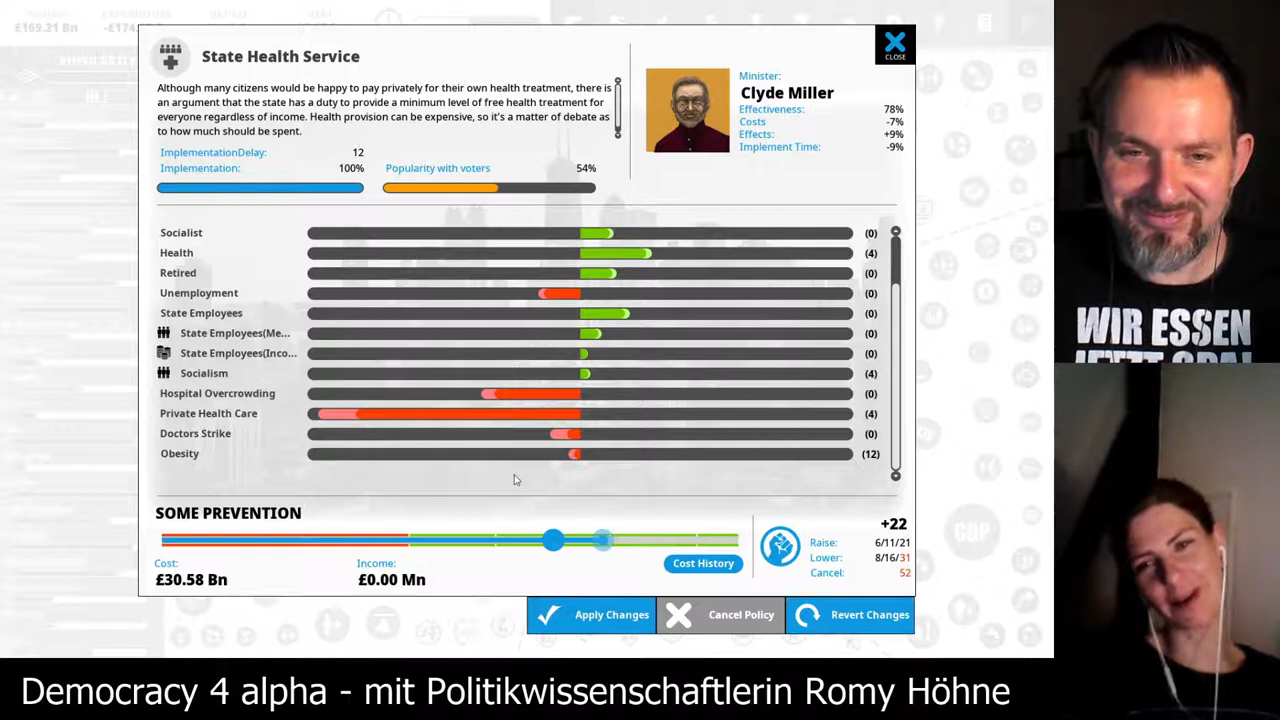 £169.21 Bn
State Health Service
CLOSE
Although many citizens would be happy to pay privately for their own health treatment, there is
an argument that the state has a duty to provide a minimum level of free health treatment for
everyone regardless of income. Health provision can be expensive, so it's a matter of debate as
to how much should be spent.
Minister:
Clyde Miller
Effectiveness: 78%
Costs -7%
Effects: +9%
Implement Time: -9%
ImplementationDelay: 12
Implementation: 100% Popularity with voters 54%
Socialist (0)
Health (4)
Retired (0)
Unemployment (0)
State Employees (0)
State Employees(Me... (0)
State Employees(Inco... (0)
Socialism (4)
Hospital Overcrowding (0)
Private Health Care (4)
Doctors Strike (0)
Obesity (12)
SOME PREVENTION
Cost: Income:
£30.58 Bn £0.00 Mn
Cost History
+22
Raise: 6/11/21
Lower: 8/16/31
Cancel: 52
Apply Changes Cancel Policy Revert Changes
GDP
WIR ESSEN
Democracy 4 alpha - mit Politikwissenschaftlerin Romy Höhne